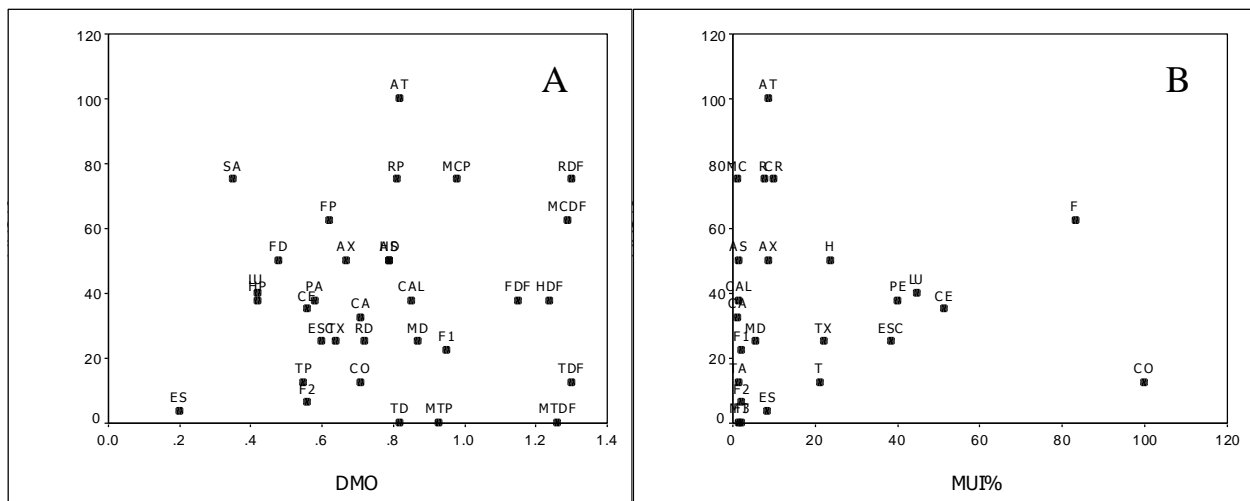 120
A
AT
100
80
SA
RP
MCP
RDF
FP
MCDF
60
FD
AX
40
HP
PA
CAL
FDF
HDF
CE
CA
ESC
TX
RD
MD
F1
20
TP
CO
TDF
F2
ES
TD
MTP
MTDF
0
0.0 .2 .4 .6 .8 1.0 1.2 1.4
DMO
120
B
AT
100
80
MC
R
CR
F
60
AS
AX
H
40
CAL
PE
LU
CE
CA
F1
MD
TX
ESC
20
TA
T
CO
F2
ES
0
0 20 40 60 80 100 120
MUI%